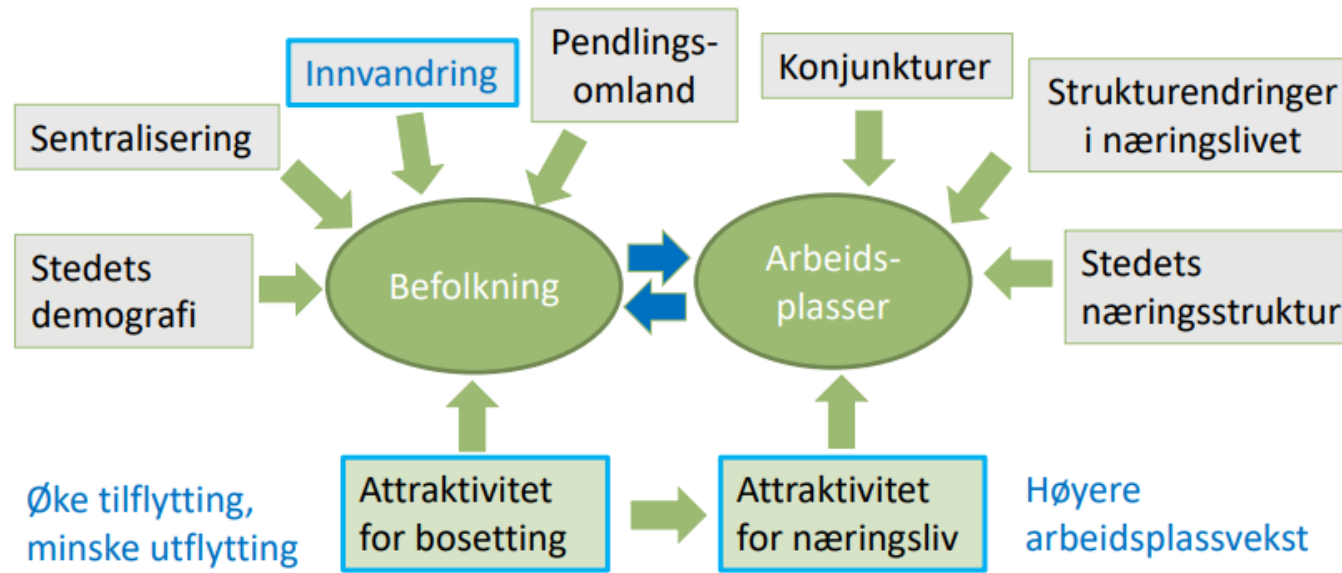 Innvandring
Pendlings-
omland
Konjunkturer
Strukturendringer
i næringslivet
Sentralisering
Stedets
demografi
Befolkning
Arbeids-
plasser
Stedets
næringsstruktur
Øke tilflytting,
minske utflytting
Attraktivitet
for bosetting
Attraktivitet
for næringsliv
Høyere
arbeidsplassvekst